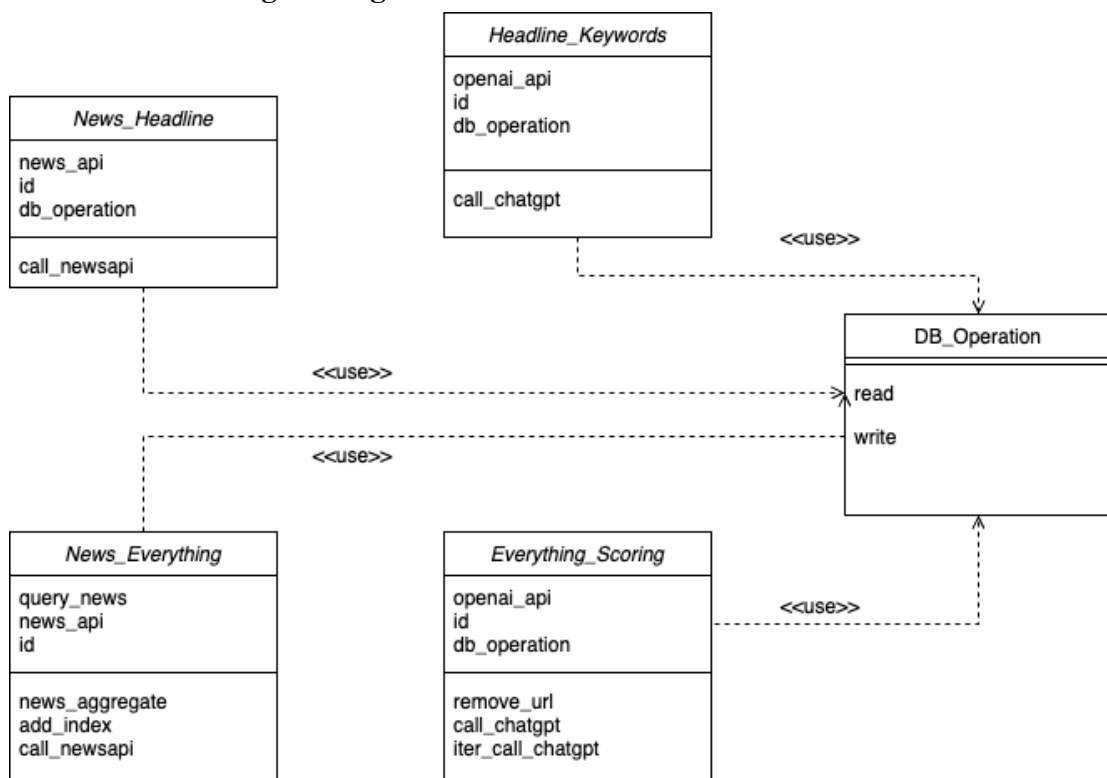 Headline_Keywords
openai_api
id
db_operation
call_chatgpt
News_Headline
news_api
id
db_operation
call_newsapi
<<use>>
DB_Operation
read
write
<<use>>
<<use>>
News_Everything
query_news
news_api
id
news_aggregate
add_index
call_newsapi
Everything_Scoring
openai_api
id
db_operation
remove_url
call_chatgpt
iter_call_chatgpt
<<use>>